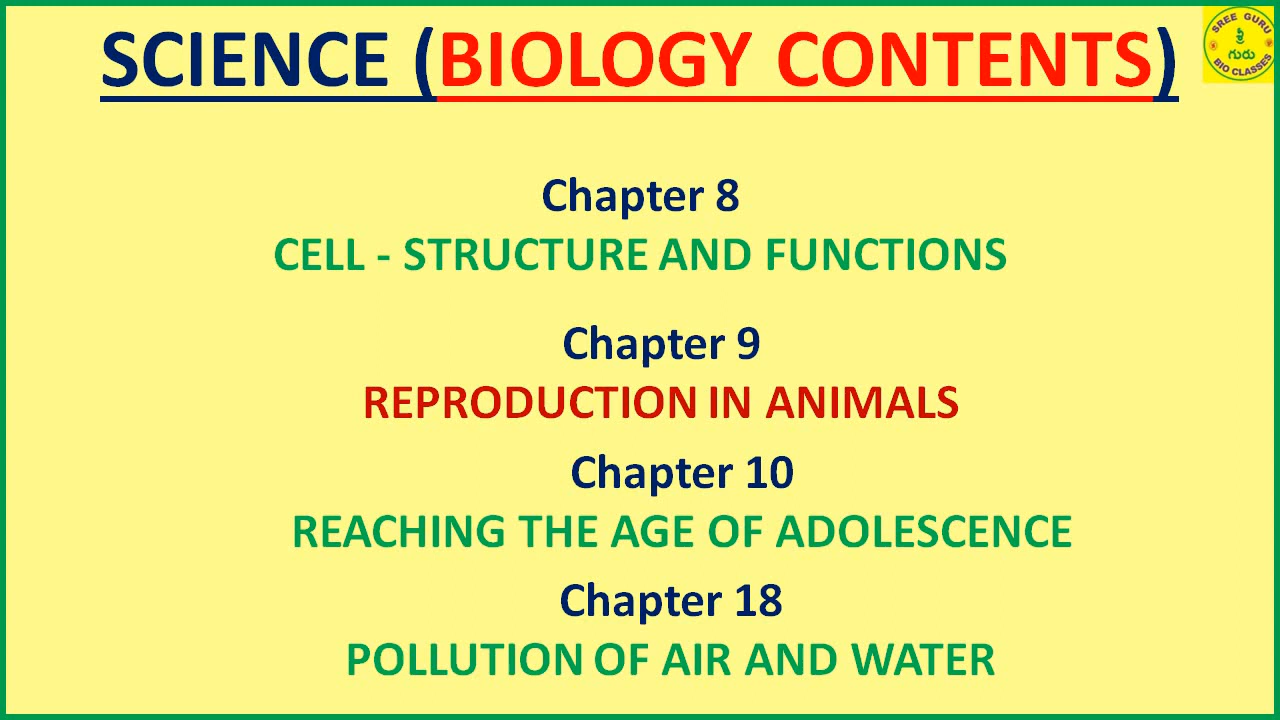 SCIENCE (BIOLOGY CONTENTS)
SREE GURU
శ్రీ
గురు
BIO CLASSES
Chapter 8
CELL - STRUCTURE AND FUNCTIONS
Chapter 9
REPRODUCTION IN ANIMALS
Chapter 10
REACHING THE AGE OF ADOLESCENCE
Chapter 18
POLLUTION OF AIR AND WATER